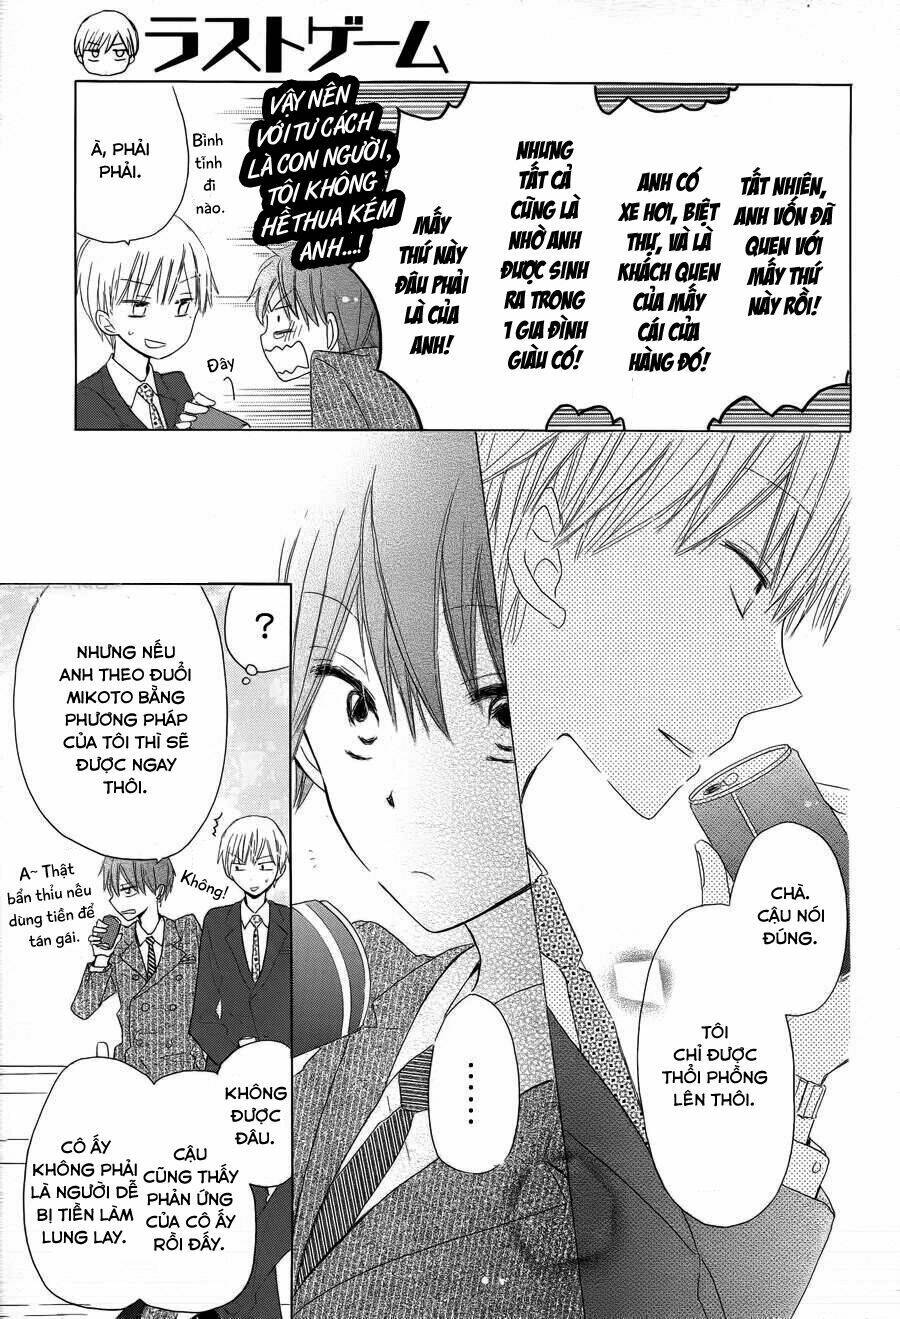 ラストゲーム
TẤT NHIÊN,
ANH VỐN ĐÃ
QUEN VỚI
MẤY THỨ
NÀY RỒI!
ANH CÓ
XE HƠI, BIỆT
THỰ, VÀ LÀ
KHÁCH QUEN
CỦA MẤY
CÁI CỬA
HÀNG ĐÓ!
NHƯNG
TẤT CẢ
CŨNG LÀ
NHỜ ANH
ĐƯỢC SINH
RA TRONG
1 GIA ĐÌNH
GIÀU CÓ!
MẤY
THỨ NÀY
ĐÂU PHẢI
LÀ CỦA
ANH!
VẬY NÊN
VỚI TƯ CÁCH
LÀ CON NGƯỜI,
TÔI KHÔNG
HỀ THUA KÉM
ANH...!
Bình
tĩnh
đi
nào.
À, PHẢI
PHẢI.
Đây
CHÀ.
CẬU NÓI
ĐÚNG.
TÔI
CHỈ ĐƯỢC
THỔI PHỒNG
LÊN THÔI.
......
?
NHƯNG NẾU
ANH THEO ĐUỔI
MIKOTO BẰNG
PHƯƠNG PHÁP
CỦA TÔI THÌ SẼ
ĐƯỢC NGAY
THÔI.
Không!
A~ Thật
bẩn thỉu nếu
dùng tiền để
tán gái.
KHÔNG
ĐƯỢC
ĐÂU.
CẬU
CŨNG THẤY
PHẢN ỨNG
CỦA CÔ ẤY
RỒI ĐẤY.
CÔ ẤY
KHÔNG PHẢI
LÀ NGƯỜI DỄ
BỊ TIỀN LÀM
LUNG LAY.